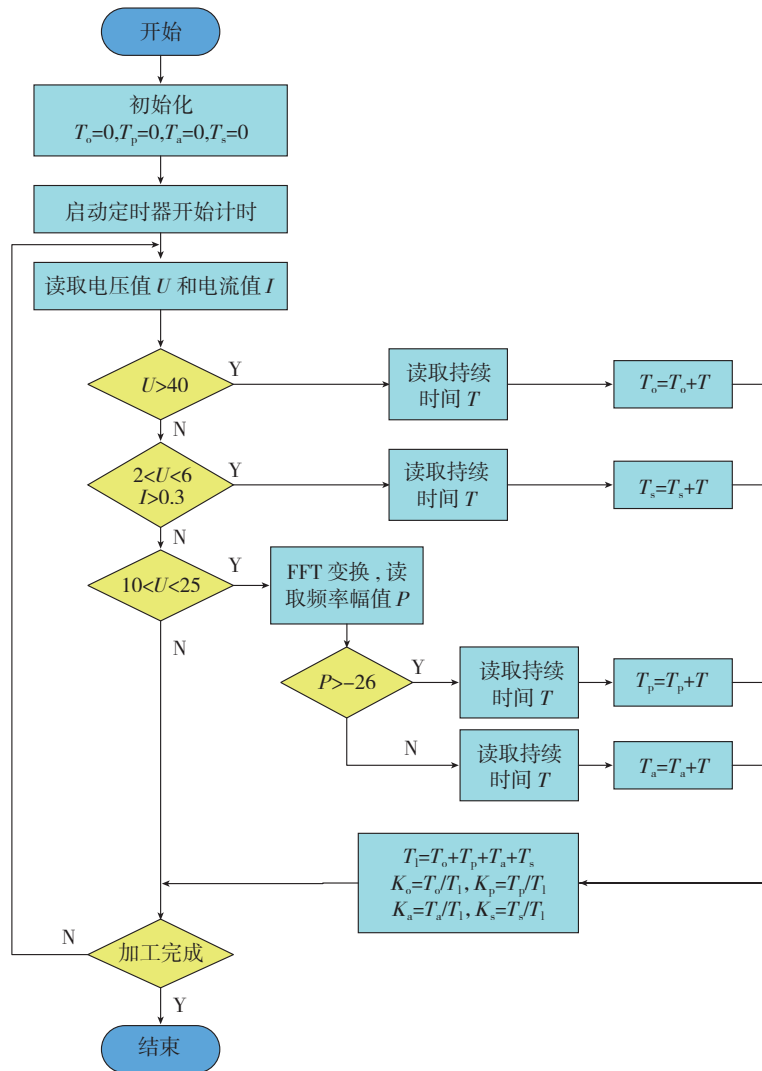 开始
初始化
Tₒ=0,Tₚ=0,Tₐ=0,Tₛ=0
启动定时器开始计时
读取电压值 U 和电流值 I
U>40
Y
读取持续
时间 T
Tₒ=Tₒ+T
N
2<U<6
I>0.3
Y
读取持续
时间 T
Tₛ=Tₛ+T
N
10<U<25
Y
FFT 变换 , 读
取频率幅值 P
N
P>−26
Y
读取持续
时间 T
Tₚ=Tₚ+T
N
读取持续
时间 T
Tₐ=Tₐ+T
Tₗ=Tₒ+Tₚ+Tₐ+Tₛ
Kₒ=Tₒ/Tₗ, Kₚ=Tₚ/Tₗ
Kₐ=Tₐ/Tₗ, Kₛ=Tₛ/Tₗ
N
加工完成
Y
结束